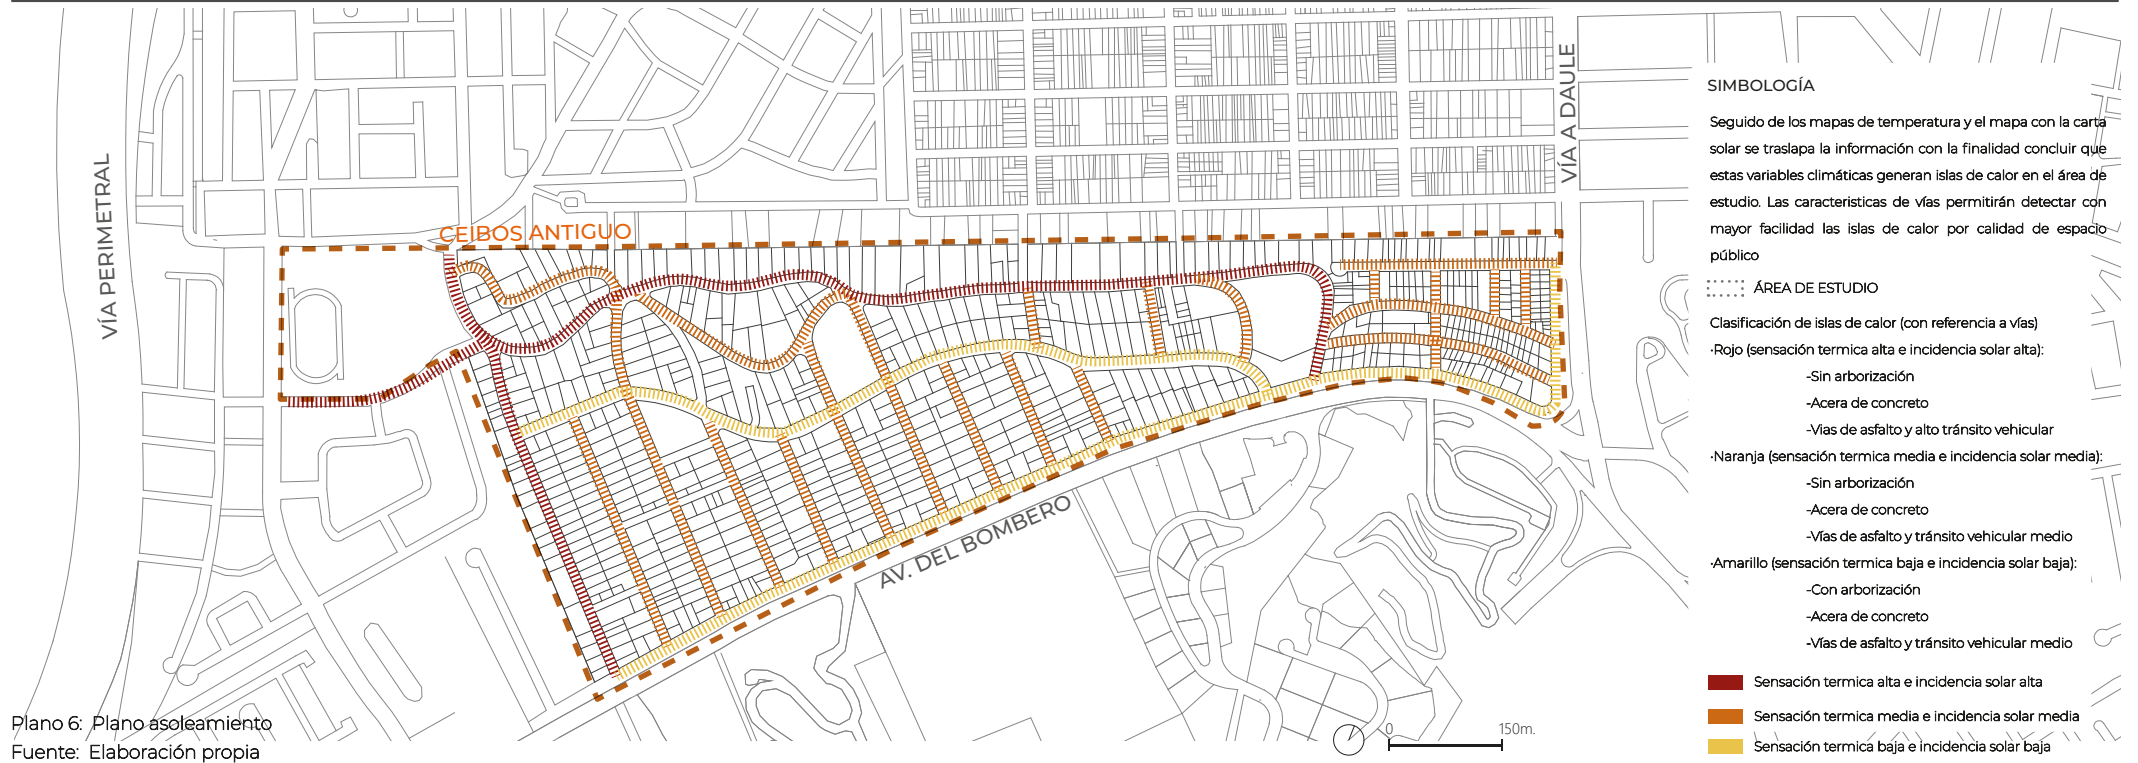 VÍA PERIMETRAL
CEIBOS ANTIGUO
VÍA A DAULE
AV. DEL BOMBERO
SIMBOLOGÍA
Seguido de los mapas de temperatura y el mapa con la carta
solar se traslapa la información con la finalidad concluir que
estas variables climáticas generan islas de calor en el área de
estudio. Las caracteristicas de vías permitirán detectar con
mayor facilidad las islas de calor por calidad de espacio
público
ÁREA DE ESTUDIO
Clasificación de islas de calor (con referencia a vías)
·Rojo (sensación termica alta e incidencia solar alta):
-Sin arborización
-Acera de concreto
-Vias de asfalto y alto tránsito vehicular
·Naranja (sensación termica media e incidencia solar media):
-Sin arborización
-Acera de concreto
-Vías de asfalto y tránsito vehicular medio
·Amarillo (sensación termica baja e incidencia solar baja):
-Con arborización
-Acera de concreto
-Vías de asfalto y tránsito vehicular medio
Sensación termica alta e incidencia solar alta
Sensación termica media e incidencia solar media
Sensación termica baja e incidencia solar baja
0 150m.
Plano 6: Plano asoleamiento
Fuente: Elaboración propia